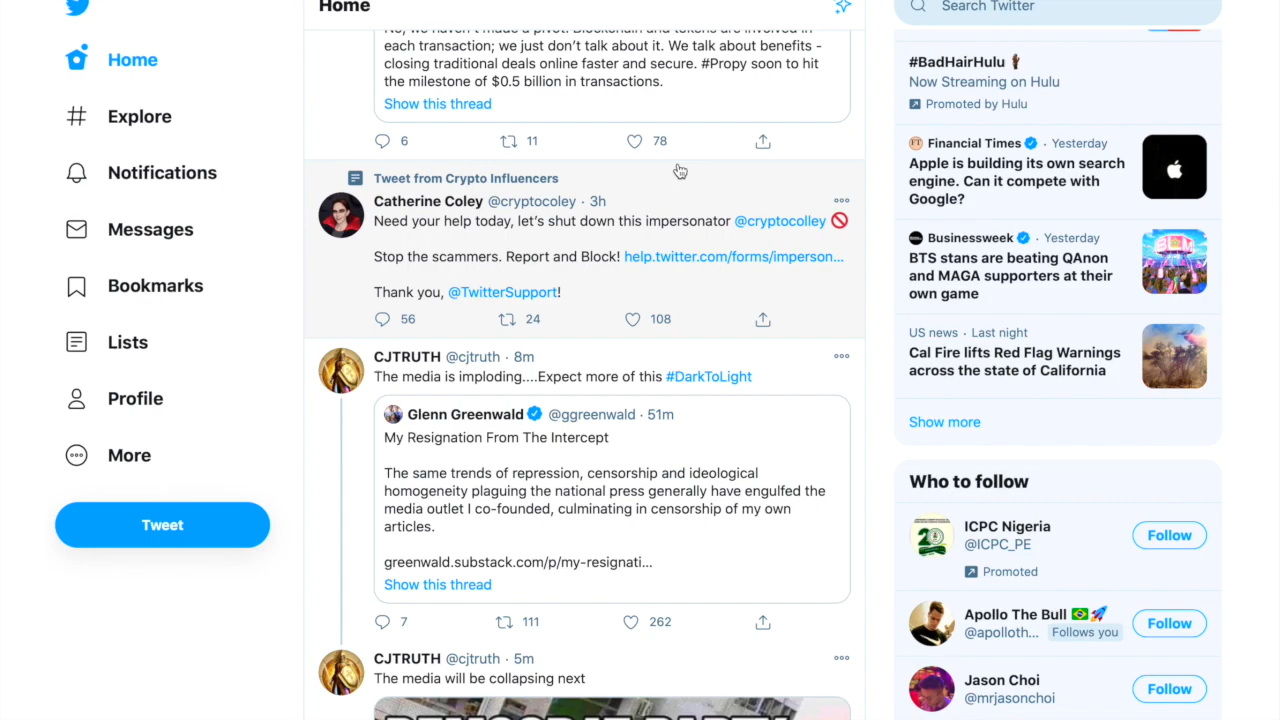 Home
Search Twitter
Home
Explore
Notifications
Messages
Bookmarks
Lists
Profile
More
Tweet
No, we haven't made a pivot. Blockchain and tokens are involved in
each transaction; we just don't talk about it. We talk about benefits -
closing traditional deals online faster and secure. #Propy soon to hit
the milestone of $0.5 billion in transactions.
Show this thread
6 11 78
Tweet from Crypto Influencers
Catherine Coley @cryptocoley · 3h
Need your help today, let's shut down this impersonator @cryptocolley 🚫
Stop the scammers. Report and Block! help.twitter.com/forms/imperson...
Thank you, @TwitterSupport!
56 24 108
CJTRUTH @cjtruth · 8m
The media is imploding....Expect more of this #DarkToLight
Glenn Greenwald @ggreenwald · 51m
My Resignation From The Intercept
The same trends of repression, censorship and ideological
homogeneity plaguing the national press generally have engulfed the
media outlet I co-founded, culminating in censorship of my own
articles.
greenwald.substack.com/p/my-resignati...
Show this thread
7 111 262
CJTRUTH @cjtruth · 5m
The media will be collapsing next
DEMOCRAT PARTY
#BadHairHulu
Now Streaming on Hulu
Promoted by Hulu
Financial Times · Yesterday
Apple is building its own search
engine. Can it compete with
Google?
Businessweek · Yesterday
BTS stans are beating QAnon
and MAGA supporters at their
own game
US news · Last night
Cal Fire lifts Red Flag Warnings
across the state of California
Show more
Who to follow
ICPC Nigeria
@ICPC_PE
Follow
Promoted
Apollo The Bull 🇧🇷🚀
@apolloth... Follows you
Follow
Jason Choi
@mrjasonchoi
Follow